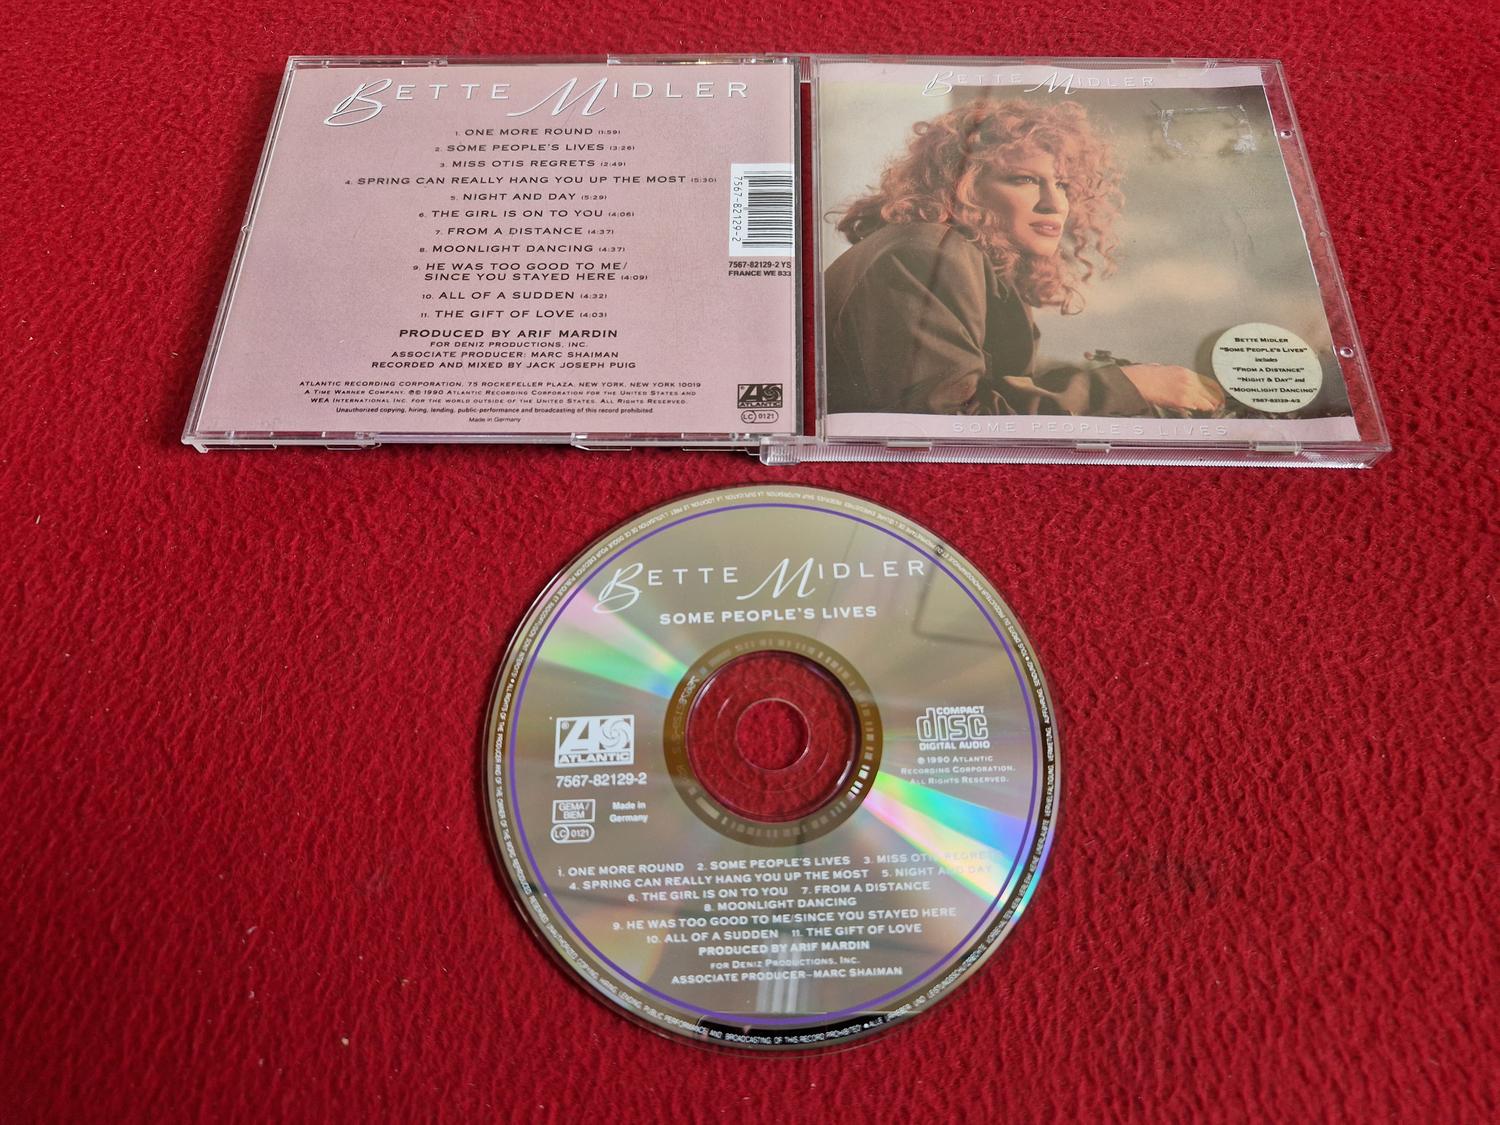 BETTE MIDLER
1. ONE MORE ROUND (1:59)
2. SOME PEOPLE'S LIVES (3:26)
3. MISS OTIS REGRETS (2:49)
4. SPRING CAN REALLY HANG YOU UP THE MOST (5:30)
5. NIGHT AND DAY (5:29)
6. THE GIRL IS ON TO YOU (4:06)
7. FROM A DISTANCE (4:37)
8. MOONLIGHT DANCING (4:37)
9. HE WAS TOO GOOD TO ME/
SINCE YOU STAYED HERE (4:09)
10. ALL OF A SUDDEN (4:32)
11. THE GIFT OF LOVE (4:03)
PRODUCED BY ARIF MARDIN
FOR DENIZ PRODUCTIONS, INC.
ASSOCIATE PRODUCER: MARC SHAIMAN
RECORDED AND MIXED BY JACK JOSEPH PUIG
ATLANTIC RECORDING CORPORATION, 75 ROCKEFELLER PLAZA, NEW YORK, NEW YORK 10019
A TIME WARNER COMPANY. ℗© 1990 ATLANTIC RECORDING CORPORATION FOR THE UNITED STATES AND
WEA INTERNATIONAL INC. FOR THE WORLD OUTSIDE OF THE UNITED STATES. ALL RIGHTS RESERVED.
Unauthorized copying, hiring, lending, public performance and broadcasting of this record prohibited.
Made in Germany
7567-82129-2
7567-82129-2 YS
FRANCE WE 833
ATLANTIC
LC 0121
BETTE MIDLER
BETTE MIDLER
"SOME PEOPLE'S LIVES"
includes
"FROM A DISTANCE"
"NIGHT & DAY" and
"MOONLIGHT DANCING"
7567-82129-4/2
SOME PEOPLE'S LIVES
BETTE MIDLER
SOME PEOPLE'S LIVES
ATLANTIC
7567-82129-2
GEMA/
BIEM
LC 0121
Made in
Germany
COMPACT
disc
DIGITAL AUDIO
℗ 1990 ATLANTIC
RECORDING CORPORATION.
ALL RIGHTS RESERVED.
1. ONE MORE ROUND 2. SOME PEOPLE'S LIVES 3. MISS OTIS REGRETS
4. SPRING CAN REALLY HANG YOU UP THE MOST 5. NIGHT AND DAY
6. THE GIRL IS ON TO YOU 7. FROM A DISTANCE
8. MOONLIGHT DANCING
9. HE WAS TOO GOOD TO ME/SINCE YOU STAYED HERE
10. ALL OF A SUDDEN 11. THE GIFT OF LOVE
PRODUCED BY ARIF MARDIN
FOR DENIZ PRODUCTIONS, INC.
ASSOCIATE PRODUCER–MARC SHAIMAN
PUBLIC PERFORMANCE AND BROADCASTING OF THIS RECORD PROHIBITED